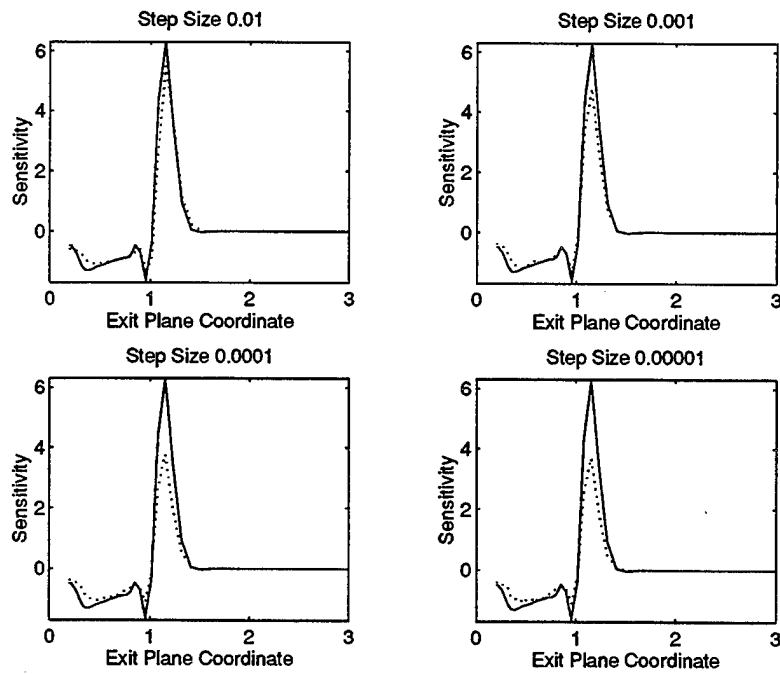 Step Size 0.01
6
4
2
0
Sensitivity
0
1
2
3
Exit Plane Coordinate
Step Size 0.001
6
4
2
0
Sensitivity
0
1
2
3
Exit Plane Coordinate
Step Size 0.0001
6
4
2
0
Sensitivity
0
1
2
3
Exit Plane Coordinate
Step Size 0.00001
6
4
2
0
Sensitivity
0
1
2
3
Exit Plane Coordinate